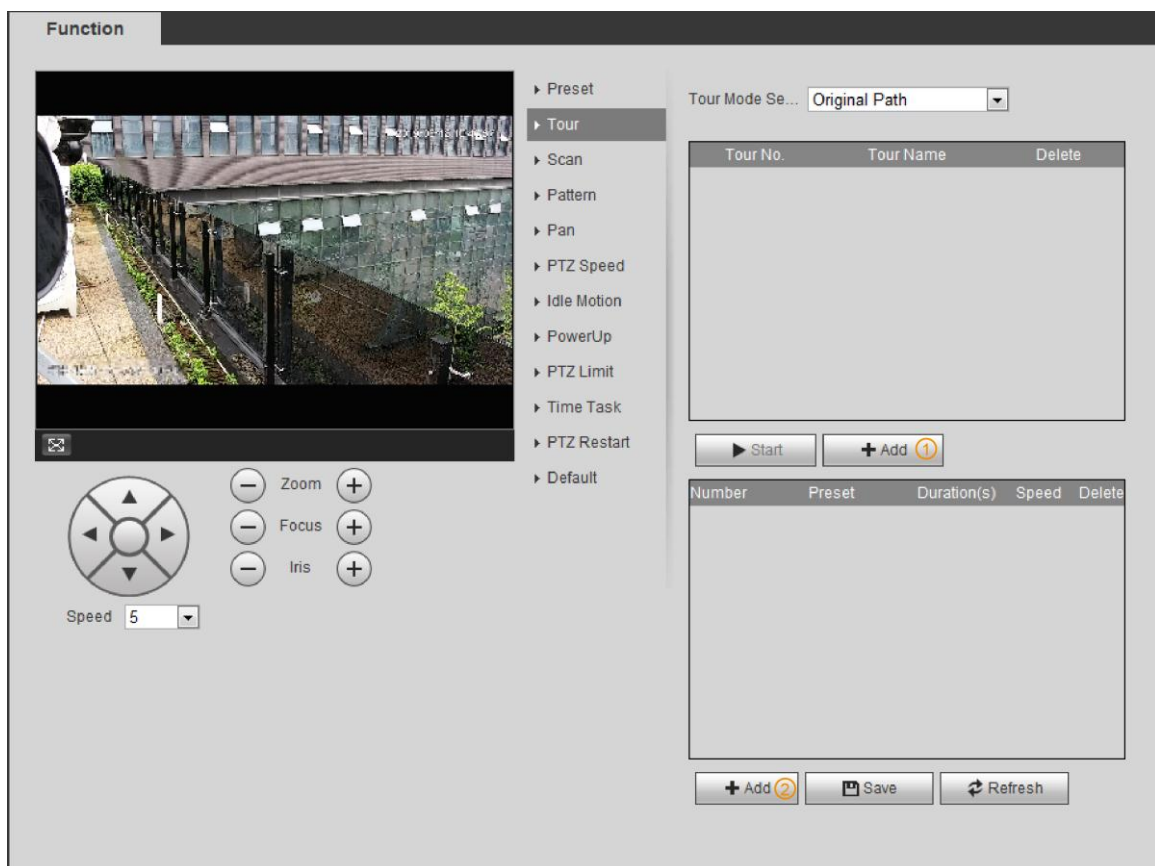 Function
Preset
Tour
Scan
Pattern
Pan
PTZ Speed
Idle Motion
PowerUp
PTZ Limit
Time Task
PTZ Restart
Default
Zoom
Focus
Iris
Speed 5
Tour Mode Se... Original Path
Tour No. Tour Name Delete
Start Add 1
Number Preset Duration(s) Speed Delete
Add 2 Save Refresh